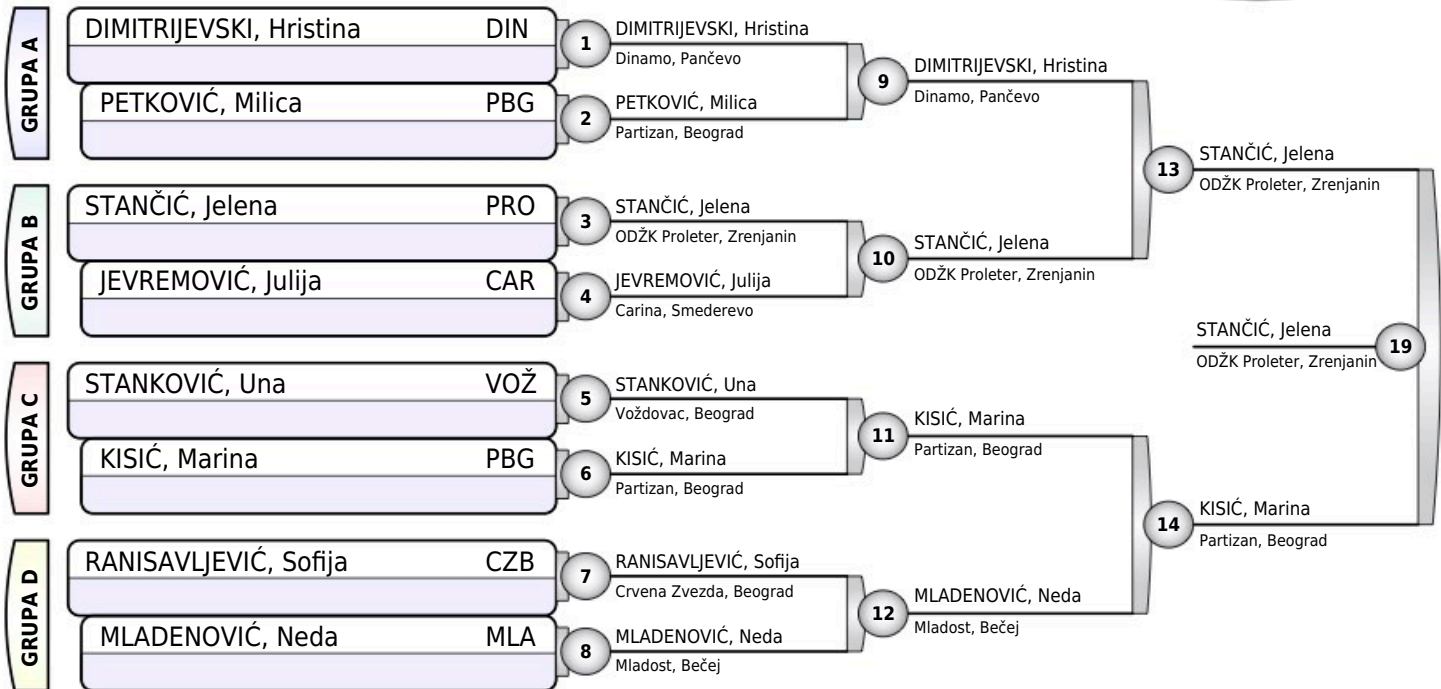 GRUPA A
DIMITRIJEVSKI, Hristina DIN
PETKOVIĆ, Milica PBG
1
DIMITRIJEVSKI, Hristina
Dinamo, Pančevo
2
PETKOVIĆ, Milica
Partizan, Beograd
9
DIMITRIJEVSKI, Hristina
Dinamo, Pančevo
GRUPA B
STANČIĆ, Jelena PRO
JEVREMOVIĆ, Julija CAR
3
STANČIĆ, Jelena
ODŽK Proleter, Zrenjanin
4
JEVREMOVIĆ, Julija
Carina, Smederevo
10
STANČIĆ, Jelena
ODŽK Proleter, Zrenjanin
13
STANČIĆ, Jelena
ODŽK Proleter, Zrenjanin
GRUPA C
STANKOVIĆ, Una VOŽ
KISIĆ, Marina PBG
5
STANKOVIĆ, Una
Voždovac, Beograd
6
KISIĆ, Marina
Partizan, Beograd
11
KISIĆ, Marina
Partizan, Beograd
GRUPA D
RANISAVLJEVIĆ, Sofija CZB
MLADENOVIĆ, Neda MLA
7
RANISAVLJEVIĆ, Sofija
Crvena Zvezda, Beograd
8
MLADENOVIĆ, Neda
Mladost, Bečej
12
MLADENOVIĆ, Neda
Mladost, Bečej
14
KISIĆ, Marina
Partizan, Beograd
STANČIĆ, Jelena
ODŽK Proleter, Zrenjanin
19